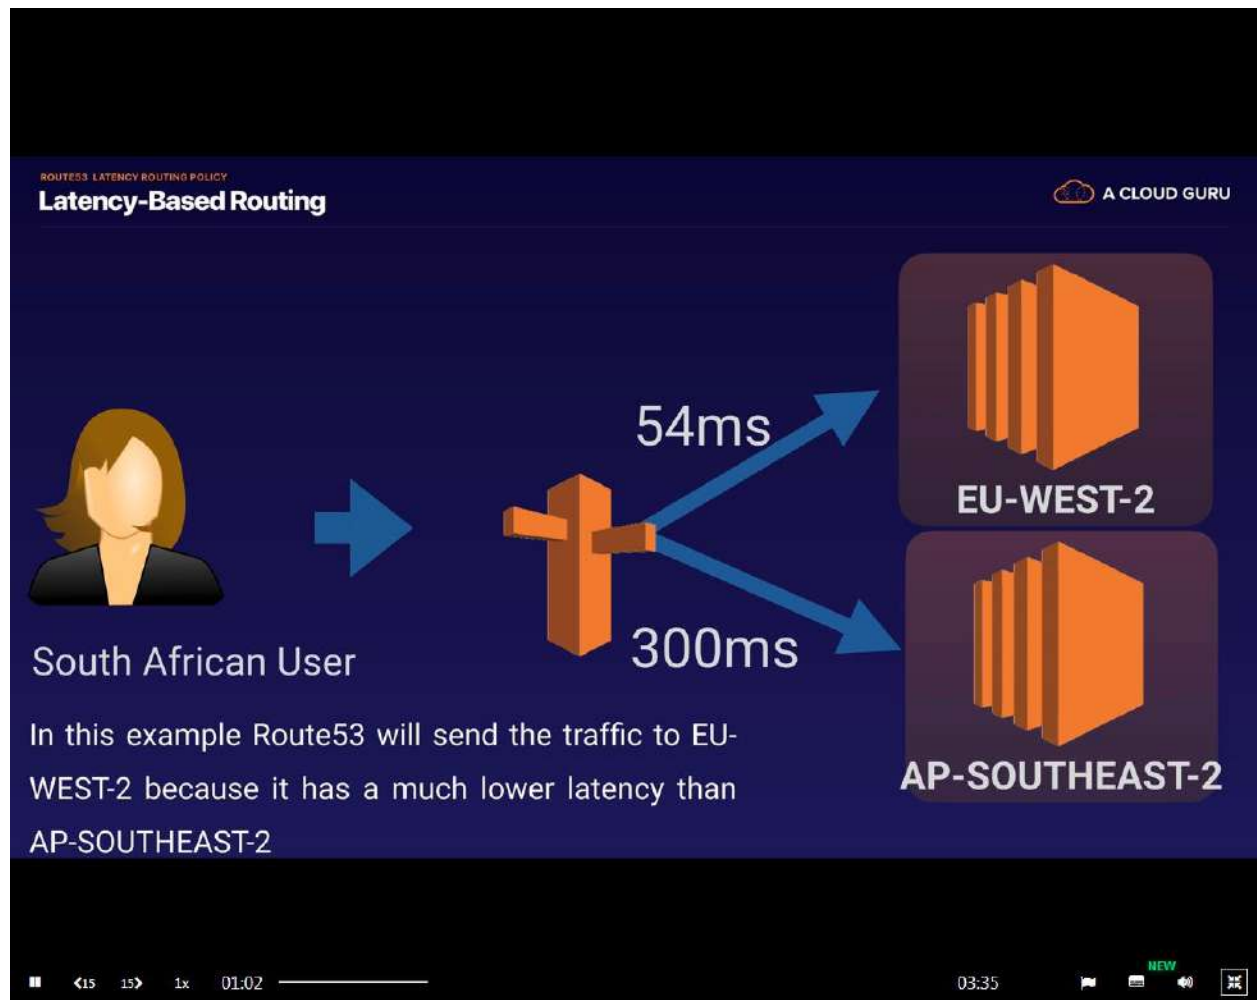 ROUTE53 LATENCY ROUTING POLICY
Latency-Based Routing
A CLOUD GURU
54ms
EU-WEST-2
300ms
South African User
AP-SOUTHEAST-2
In this example Route53 will send the traffic to EU-
WEST-2 because it has a much lower latency than
AP-SOUTHEAST-2
15
15
1x
01:02
03:35
NEW